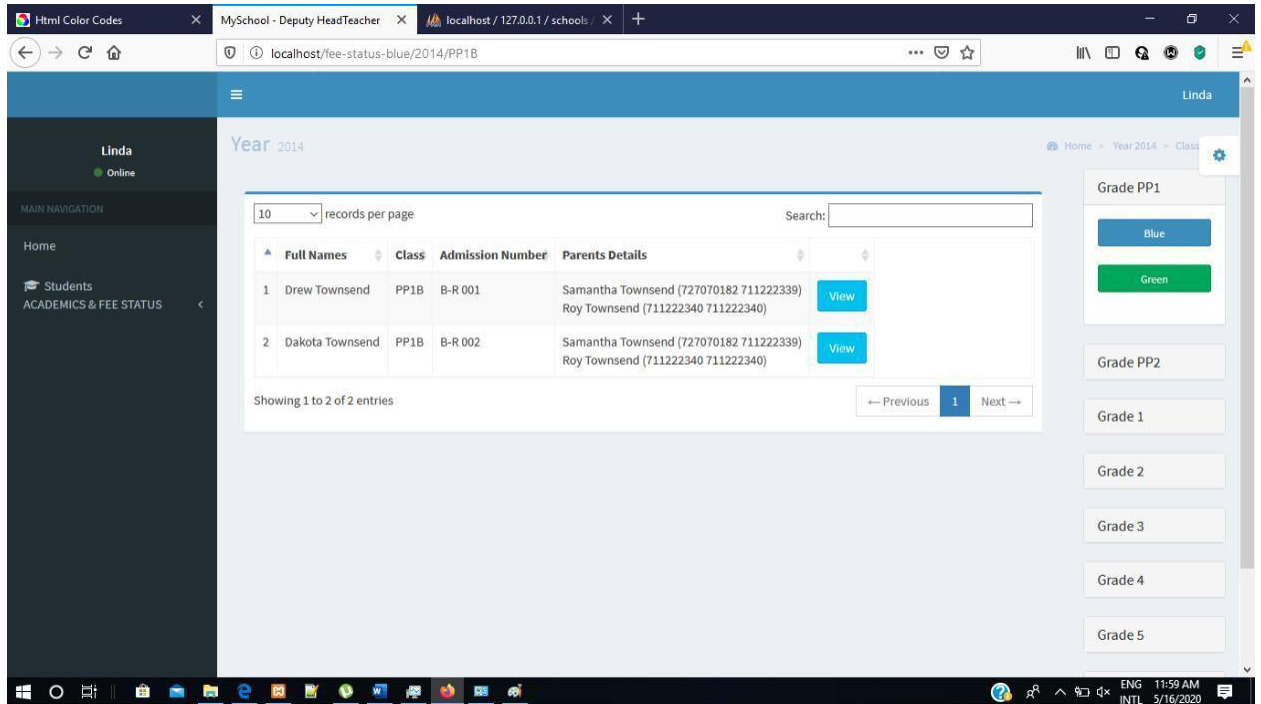 Html Color Codes
MySchool - Deputy HeadTeacher
localhost / 127.0.0.1 / schools /
localhost/fee-status-blue/2014/PP1B
Linda
Linda
Online
MAIN NAVIGATION
Home
Students
ACADEMICS & FEE STATUS
Year 2014
Home > Year 2014 > Class
10 records per page
Search:
Full Names Class Admission Number Parents Details
1 Drew Townsend PP1B B-R 001 Samantha Townsend (727070182 711222339) View
Roy Townsend (711222340 711222340)
2 Dakota Townsend PP1B B-R 002 Samantha Townsend (727070182 711222339) View
Roy Townsend (711222340 711222340)
Showing 1 to 2 of 2 entries
← Previous 1 Next →
Grade PP1
Blue
Green
Grade PP2
Grade 1
Grade 2
Grade 3
Grade 4
Grade 5
ENG 11:59 AM
INTL 5/16/2020